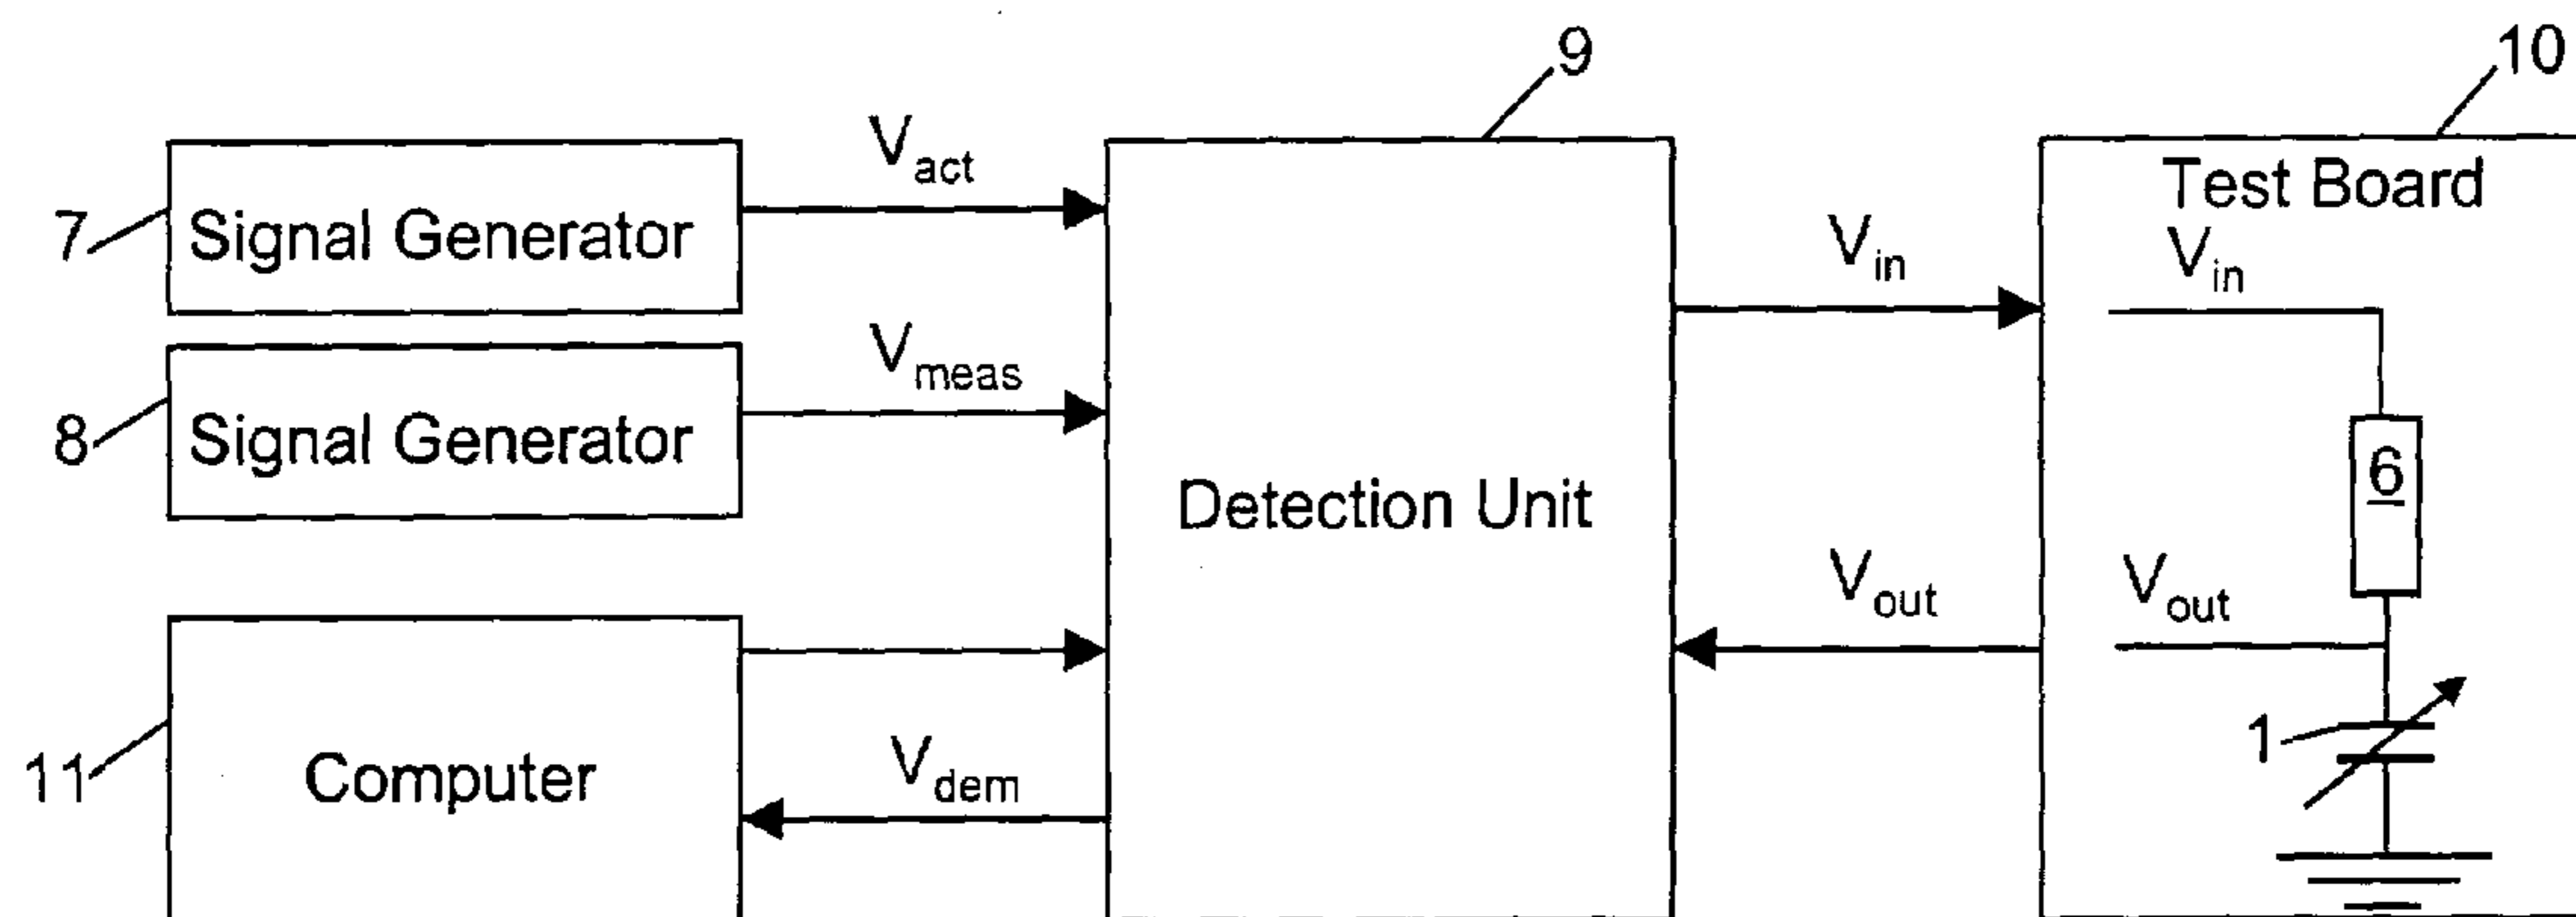 9
10
V_act
Test Board
7
Signal Generator
V_in
V_in
V_meas
8
Signal Generator
6
Detection Unit
V_out
V_out
1
11
Computer
V_dem